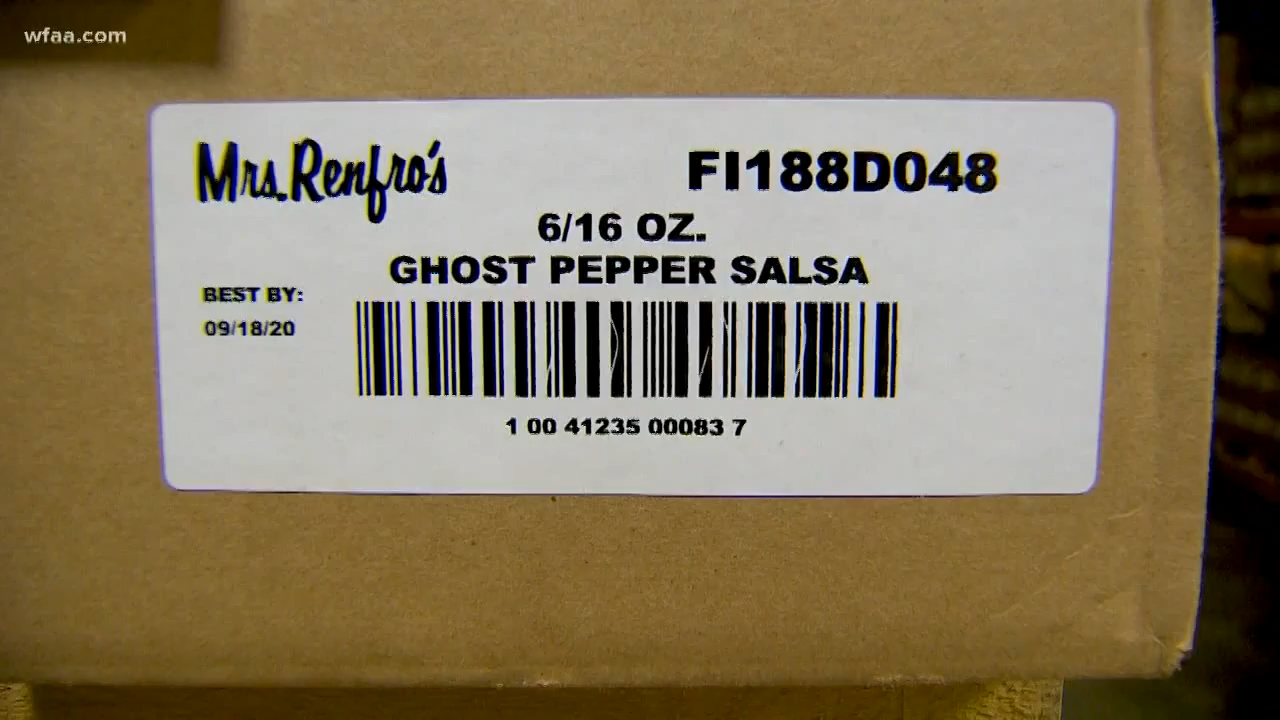 wfaa.com
Mrs. Renfro's
FI188D048
6/16 OZ.
GHOST PEPPER SALSA
BEST BY:
09/18/20
1 00 41235 00083 7